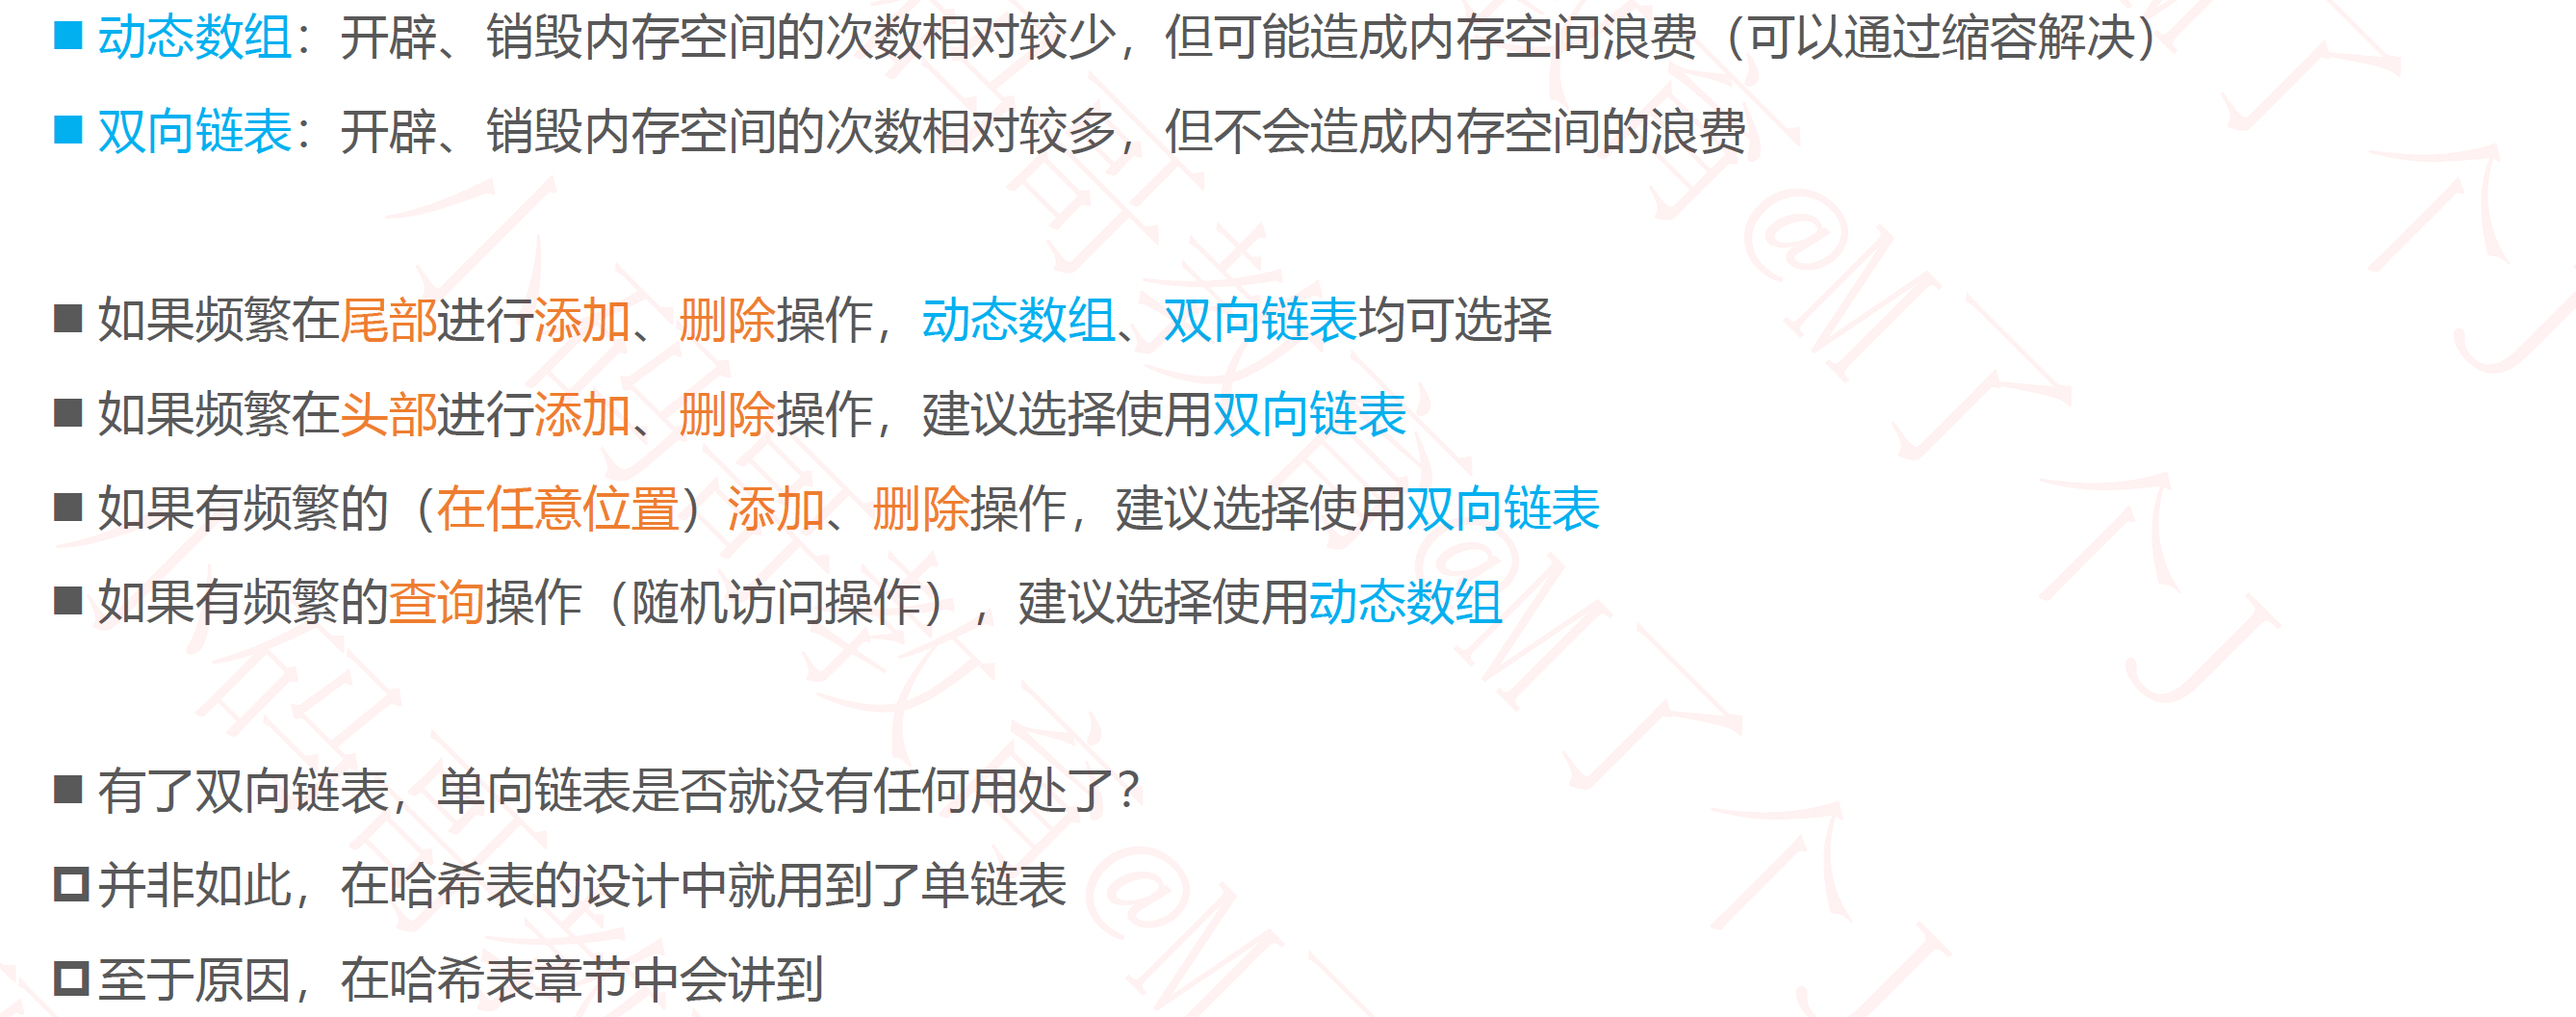 动态数组：开辟、销毁内存空间的次数相对较少，但可能造成内存空间浪费（可以通过缩容解决）
双向链表：开辟、销毁内存空间的次数相对较多，但不会造成内存空间的浪费
如果频繁在尾部进行添加、删除操作，动态数组、双向链表均可选择
如果频繁在头部进行添加、删除操作，建议选择使用双向链表
如果有频繁的（在任意位置）添加、删除操作，建议选择使用双向链表
如果有频繁的查询操作（随机访问操作），建议选择使用动态数组
有了双向链表，单向链表是否就没有任何用处了？
并非如此，在哈希表的设计中就用到了单链表
至于原因，在哈希表章节中会讲到
小码哥教育@M了个J